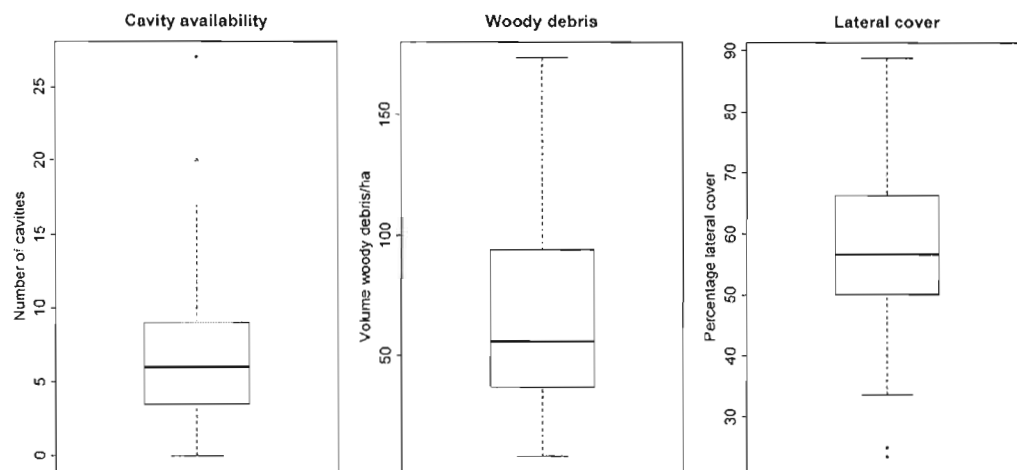 Cavity availability
Number of cavities
25
20
15
10
5
0
Woody debris
Volume woody debris/ha
150
100
50
Lateral cover
Percentage lateral cover
90
80
70
60
50
40
30